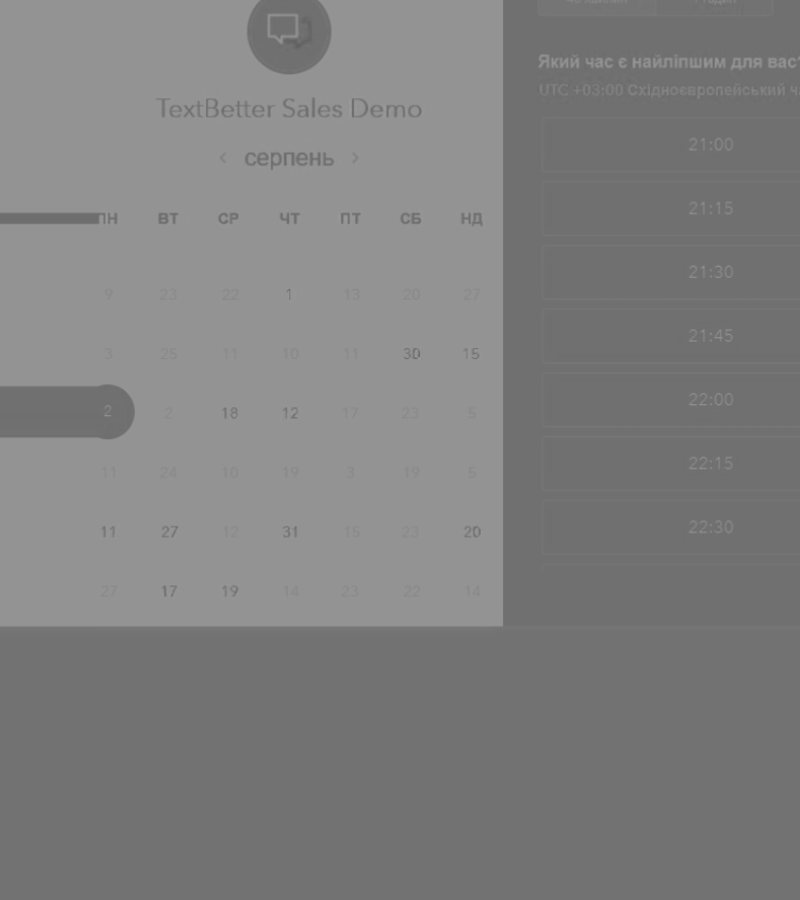 TextBetter Sales Demo
‹ серпень ›
ПН ВТ СР ЧТ ПТ СБ НД
9 23 22 1 13 20 27
3 25 11 10 11 30 15
2 2 18 12 17 23 5
11 24 10 19 3 19 5
11 27 12 31 15 23 20
27 17 19 14 23 22 14
Який час є найліпшим для вас
UTC +03:00 Східноєвропейський
21:00
21:15
21:30
21:45
22:00
22:15
22:30